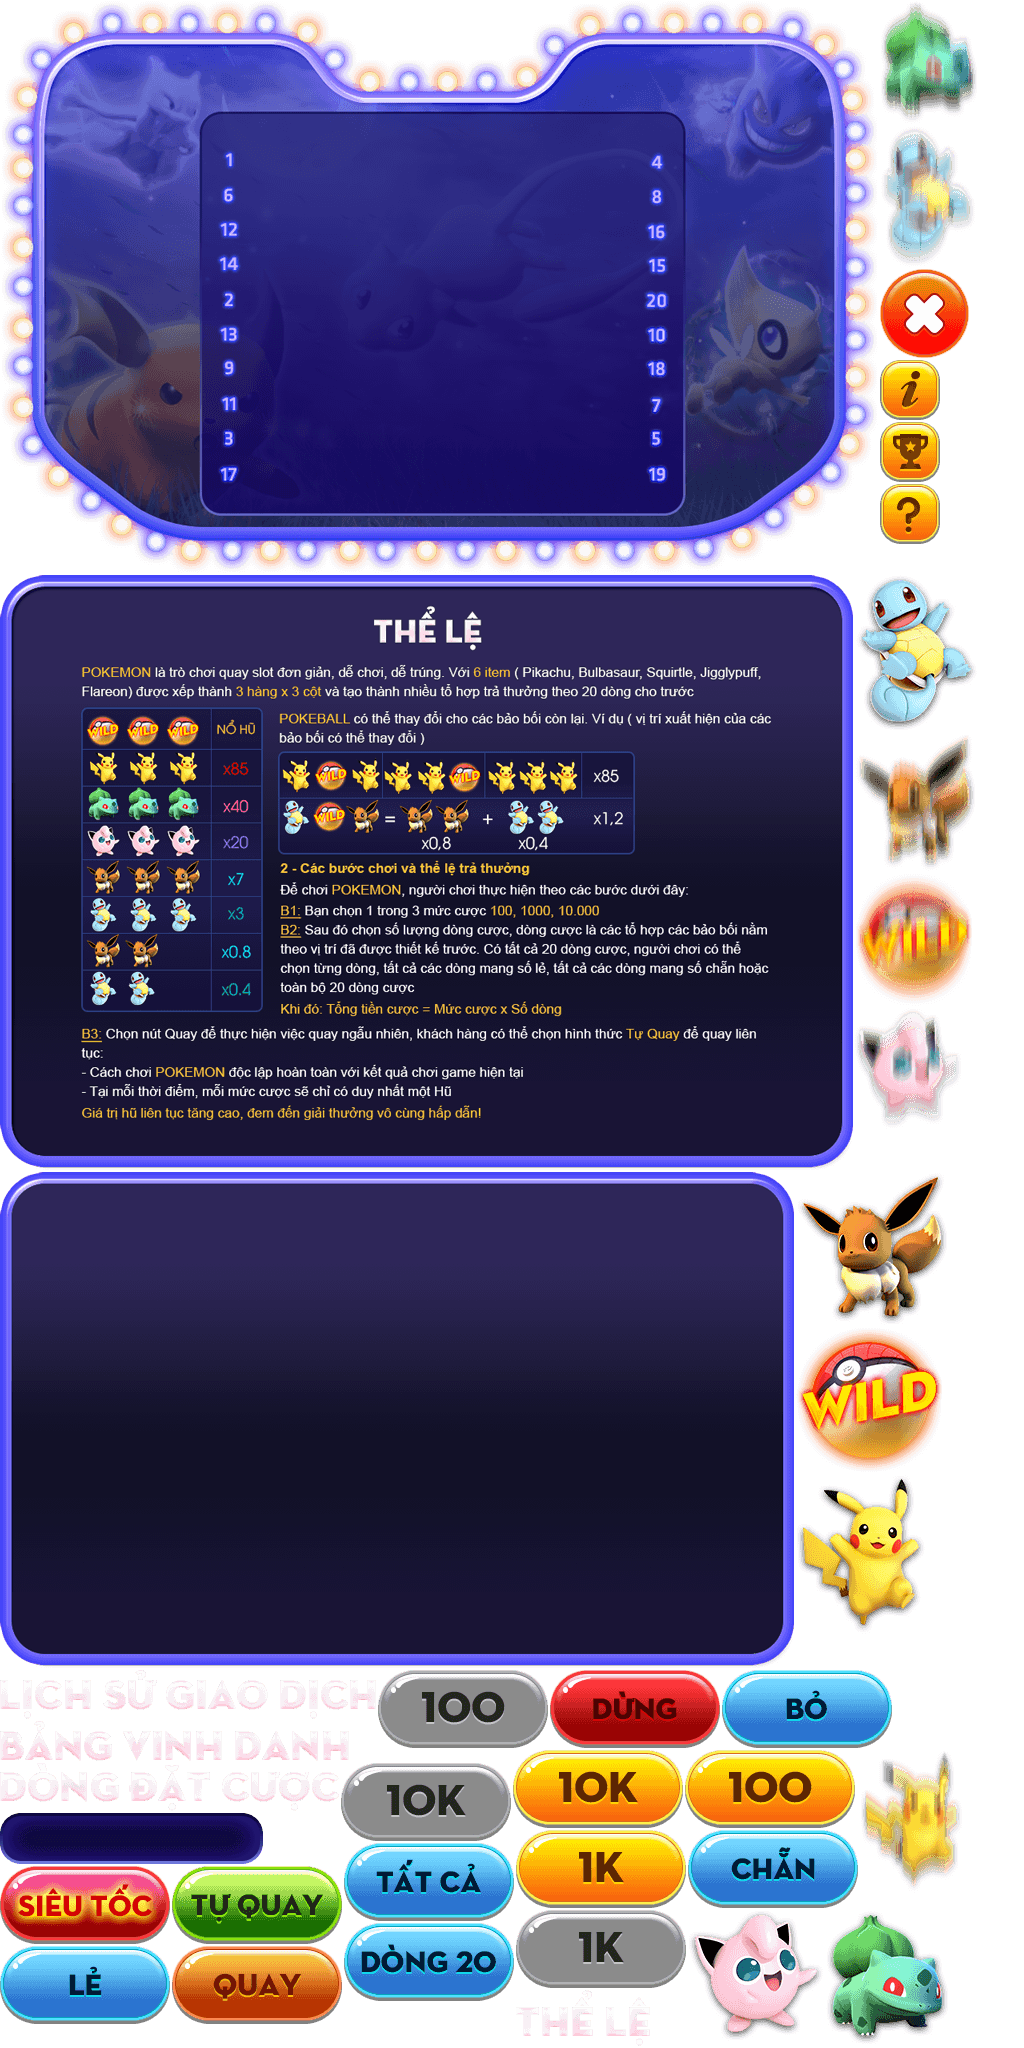 1
4
6
8
12
16
14
15
2
20
13
10
9
18
11
7
3
5
17
19
THỂ LỆ
POKEMON là trò chơi quay slot đơn giản, dễ chơi, dễ trúng. Với 6 item ( Pikachu, Bulbasaur, Squirtle, Jigglypuff,
Flareon) được xếp thành 3 hàng x 3 cột và tạo thành nhiều tổ hợp trả thưởng theo 20 dòng cho trước
WILD WILD WILD NỔ HŨ
x85
x40
x20
x7
x3
x0.8
x0.4
POKEBALL có thể thay đổi cho các bảo bối còn lại. Ví dụ ( vị trí xuất hiện của các
bảo bối có thể thay đổi )
WILD WILD x85
WILD = + x1,2
x0,8 x0,4
2 - Các bước chơi và thể lệ trả thưởng
Để chơi POKEMON, người chơi thực hiện theo các bước dưới đây:
B1: Bạn chọn 1 trong 3 mức cược 100, 1000, 10.000
B2: Sau đó chọn số lượng dòng cược, dòng cược là các tổ hợp các bảo bối nằm
theo vị trí đã được thiết kế trước. Có tất cả 20 dòng cược, người chơi có thể
chọn từng dòng, tất cả các dòng mang số lẻ, tất cả các dòng mang số chẵn hoặc
toàn bộ 20 dòng cược
Khi đó: Tổng tiền cược = Mức cược x Số dòng
B3: Chọn nút Quay để thực hiện việc quay ngẫu nhiên, khách hàng có thể chọn hình thức Tự Quay để quay liên
tục:
- Cách chơi POKEMON độc lập hoàn toàn với kết quả chơi game hiện tại
- Tại mỗi thời điểm, mỗi mức cược sẽ chỉ có duy nhất một Hũ
Giá trị hũ liên tục tăng cao, đem đến giải thưởng vô cùng hấp dẫn!
i
?
WILD
WILD
LỊCH SỬ GIAO DỊCH
100
DỪNG
BỎ
BẢNG VINH DANH
DÒNG ĐẶT CƯỢC
10K
10K
100
TẤT CẢ
1K
CHẴN
SIÊU TỐC
TỰ QUAY
DÒNG 20
1K
LẺ
QUAY
THỂ LỆ